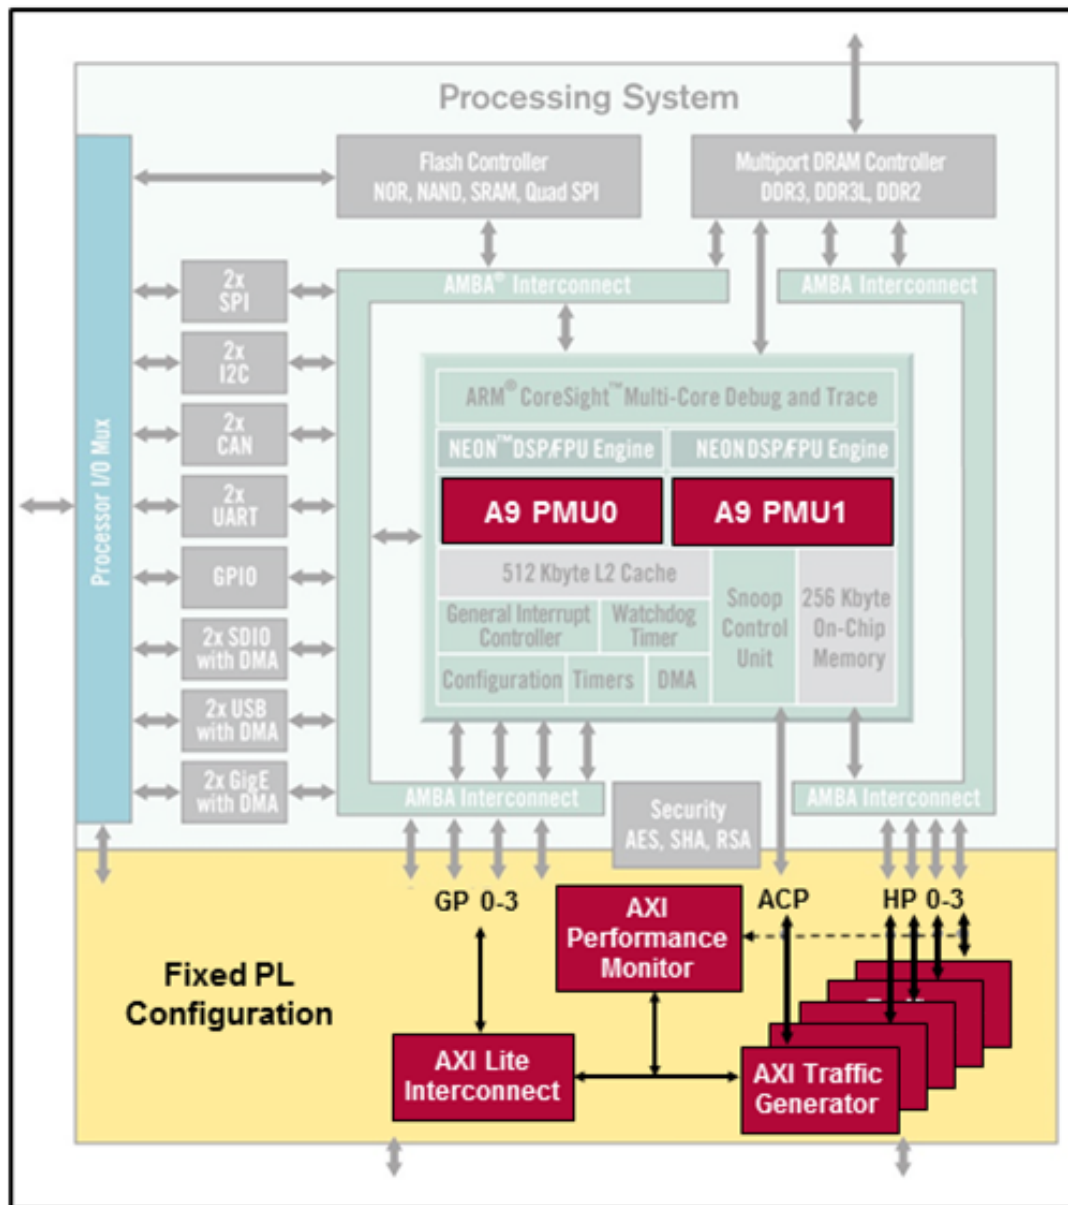 Processing System
Flash Controller
NOR, NAND, SRAM, Quad SPI
Multiport DRAM Controller
DDR3, DDR3L, DDR2
AMBA® Interconnect
AMBA Interconnect
Processor I/O Mux
2x
SPI
2x
I2C
2x
CAN
2x
UART
GPIO
2x SDIO
with DMA
2x USB
with DMA
2x GigE
with DMA
ARM® CoreSight™ Multi-Core Debug and Trace
NEON™ DSP/FPU Engine
NEON DSP/FPU Engine
A9 PMU0
A9 PMU1
512 Kbyte L2 Cache
General Interrupt
Controller
Watchdog
Timer
Configuration
Timers
DMA
Snoop
Control
Unit
256 Kbyte
On-Chip
Memory
AMBA Interconnect
Security
AES, SHA, RSA
AMBA Interconnect
GP 0-3
ACP
HP 0-3
AXI
Performance
Monitor
Fixed PL
Configuration
AXI Lite
Interconnect
AXI Traffic
Generator